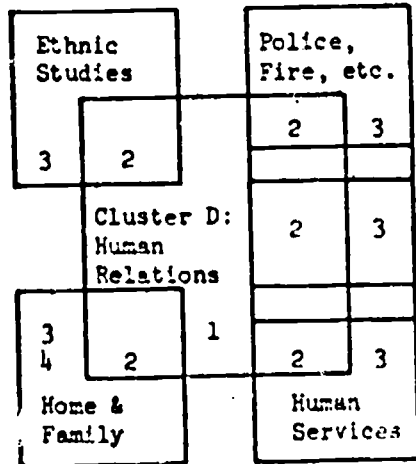 Ethnic
Studies
Police,
Fire, etc.
2 3
3 2
Cluster D:
Human
Relations
2 3
1
3
4 2
2 3
Home &
Family
Human
Services